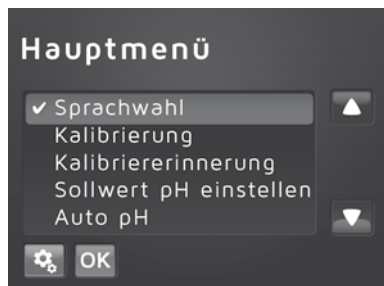 Hauptmenü
Sprachwahl
Kalibrierung
Kalibriererinnerung
Sollwert pH einstellen
Auto pH
OK